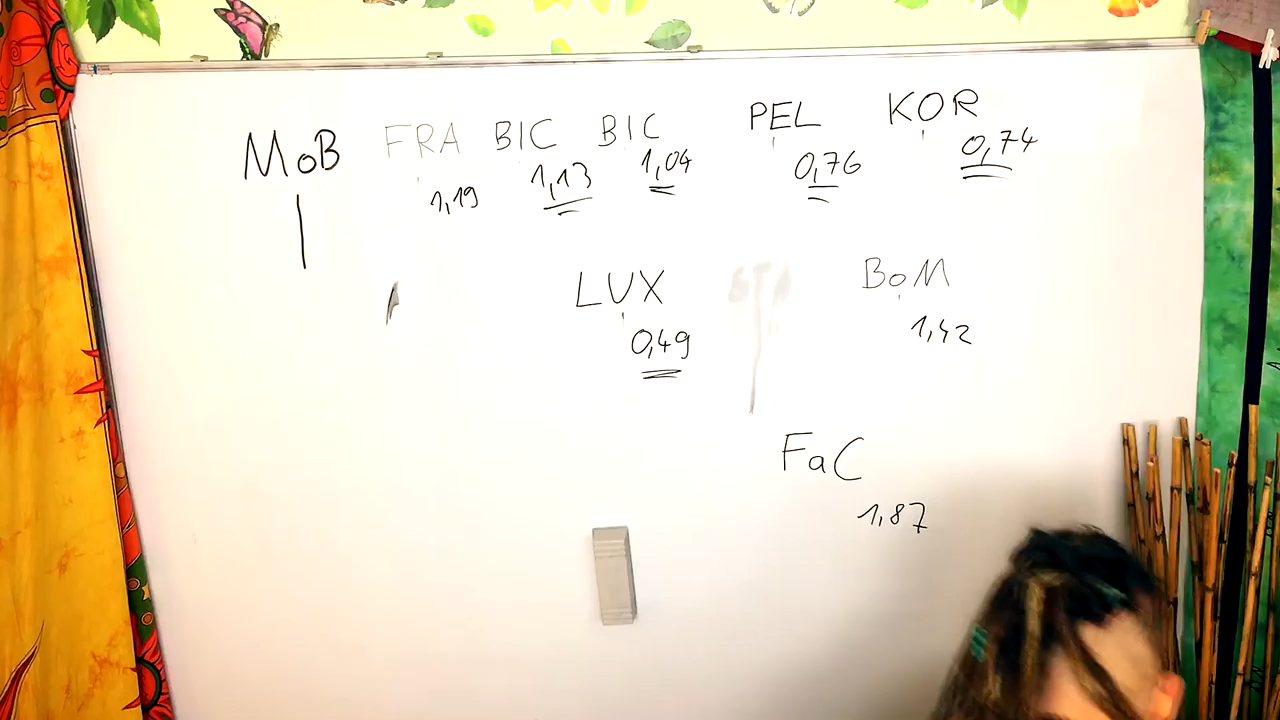 MoB FRA BIC BIC PEL KOR
1,19 1,13 1,04 0,76 0,74
LUX BoM
0,49 1,42
FaC
1,87